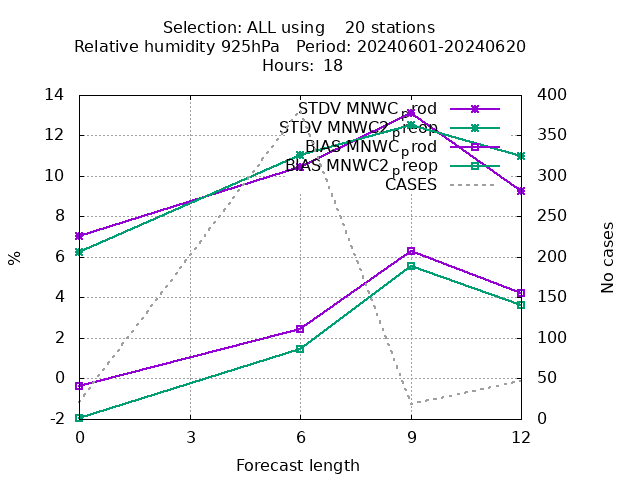 Selection: ALL using    20 stations
Relative humidity 925hPa   Period: 20240601-20240620
Hours: 18
STDV MNWC_prod
STDV MNWC2_preop
BIAS MNWC_prod
BIAS MNWC2_preop
CASES
%
14
12
10
8
6
4
2
0
-2
400
350
300
250
200
150
100
50
0
No cases
0 3 6 9 12
Forecast length